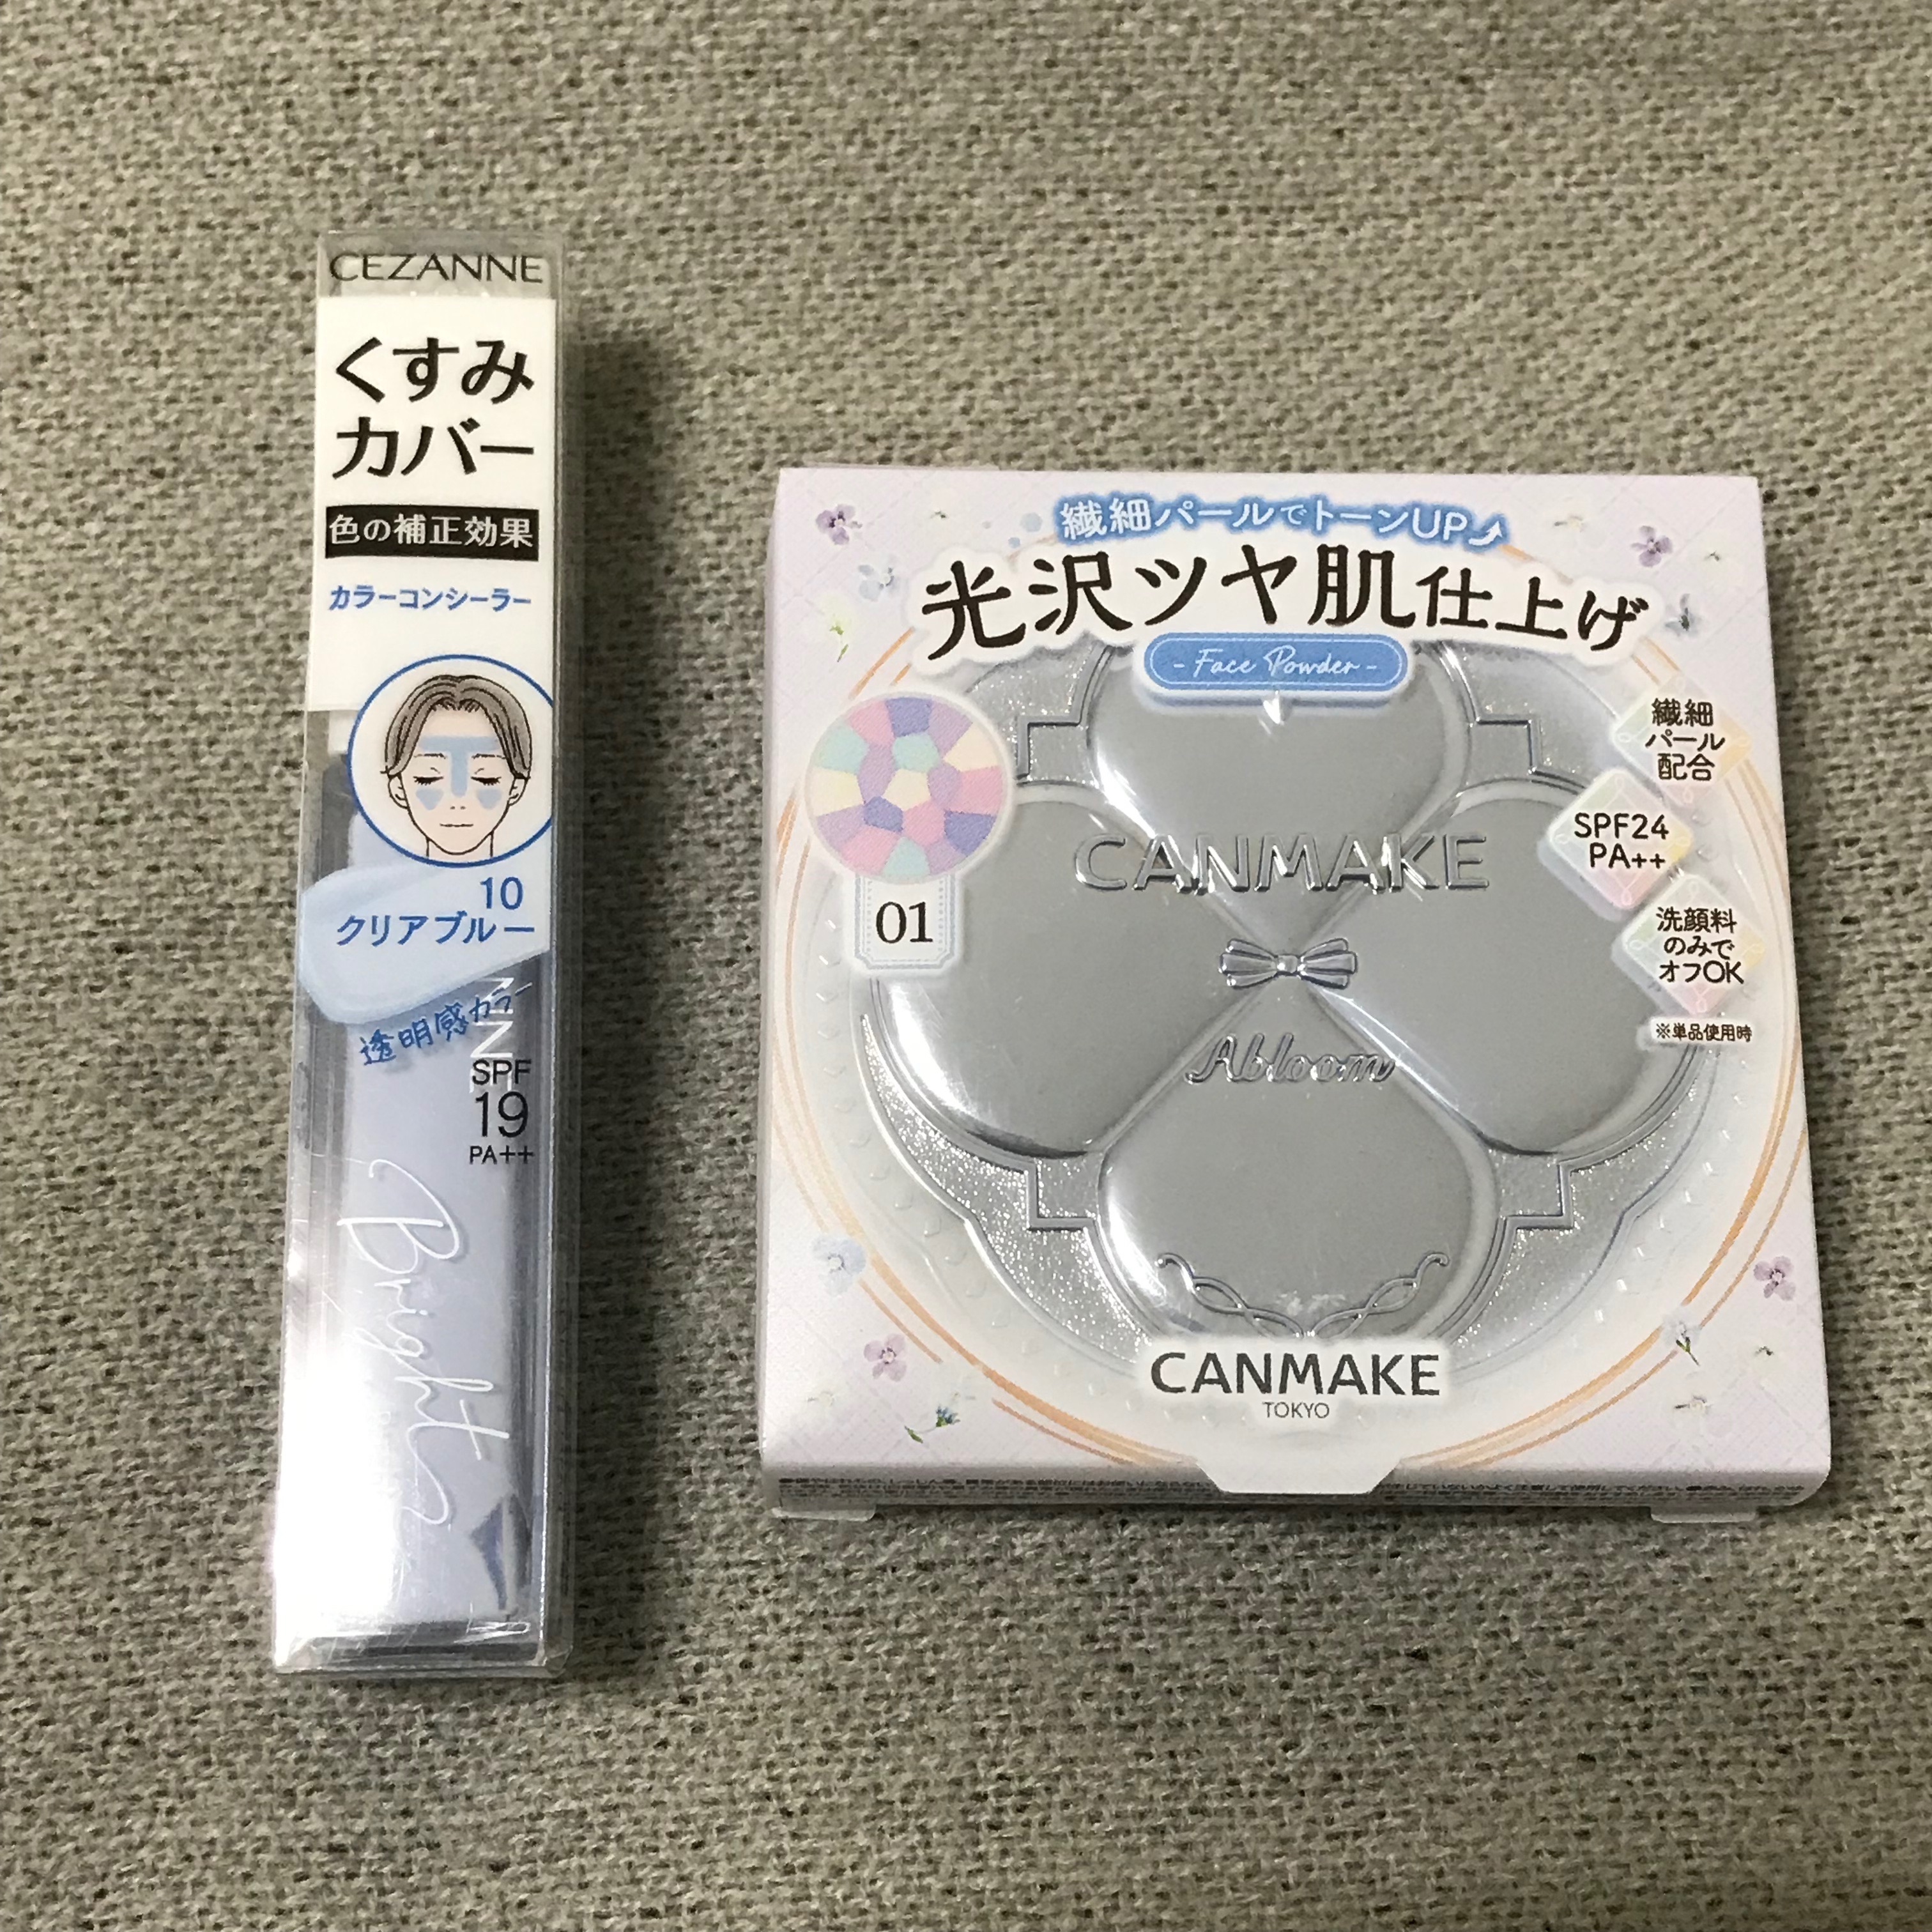 CEZANNE
くすみ
カバー
色の補正効果
カラーコンシーラー
10
クリアブルー
透明感カラー
SPF
19
PA++
Bright
繊細パールでトーンUP
光沢ツヤ肌仕上げ
- Face Powder -
01
繊細
パール
配合
SPF24
PA++
洗顔料
のみで
オフOK
※単品使用時
CANMAKE
Abloom
CANMAKE
TOKYO